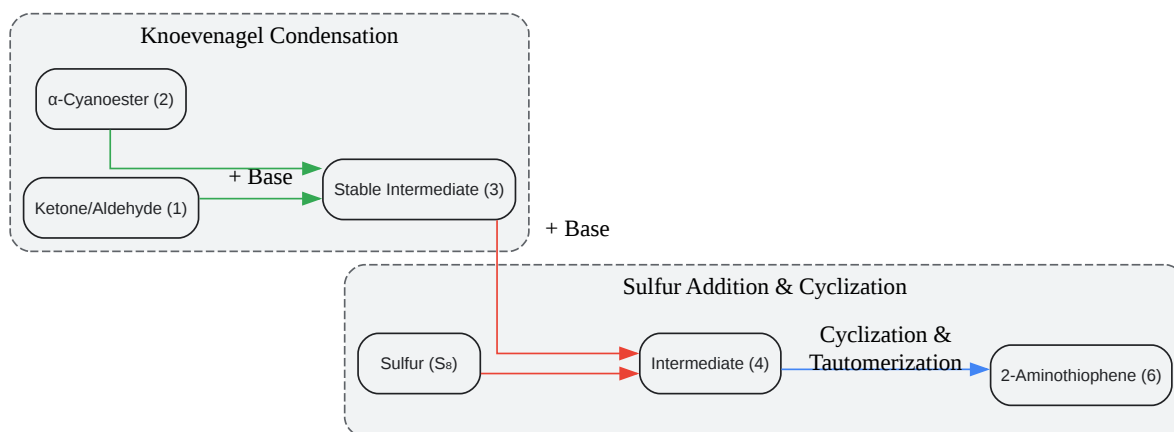 Knoevenagel Condensation
α-Cyanoester (2)
+ Base
Ketone/Aldehyde (1)
Stable Intermediate (3)
+ Base
Sulfur Addition & Cyclization
Sulfur (S₈)
Intermediate (4)
Cyclization &
Tautomerization
2-Aminothiophene (6)